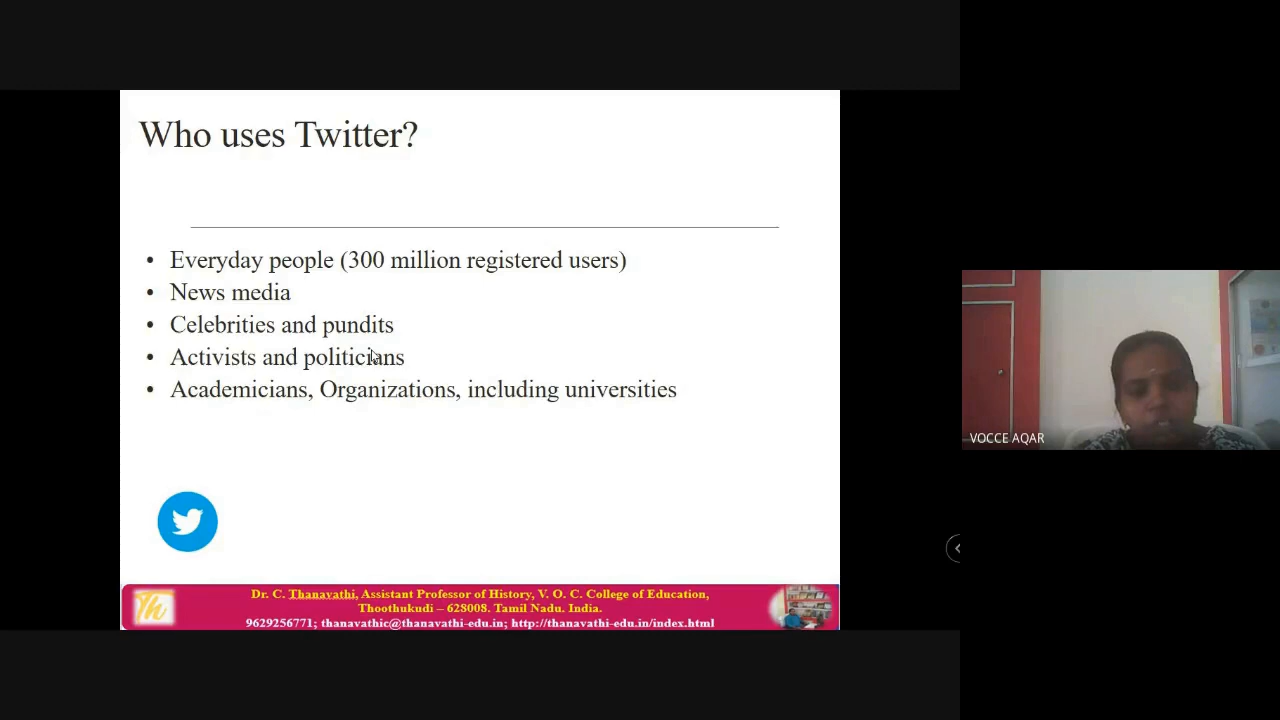 Who uses Twitter?
• Everyday people (300 million registered users)
• News media
• Celebrities and pundits
• Activists and politicians
• Academicians, Organizations, including universities
Th
Dr. C. Thanavathi, Assistant Professor of History, V. O. C. College of Education,
Thoothukudi – 628008. Tamil Nadu. India.
9629256771; thanavathic@thanavathi-edu.in; http://thanavathi-edu.in/index.html
VOCCE AQAR